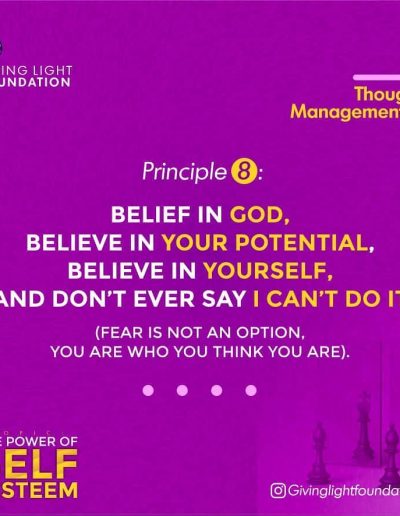 ING LIGHT
OUNDATION
Thoug
Management
Principle 8:
BELIEF IN GOD,
BELIEVE IN YOUR POTENTIAL,
BELIEVE IN YOURSELF,
AND DON'T EVER SAY I CAN'T DO IT
(FEAR IS NOT AN OPTION,
YOU ARE WHO YOU THINK YOU ARE).
E POWER OF
ELF
STEEM
Givinglightfounda